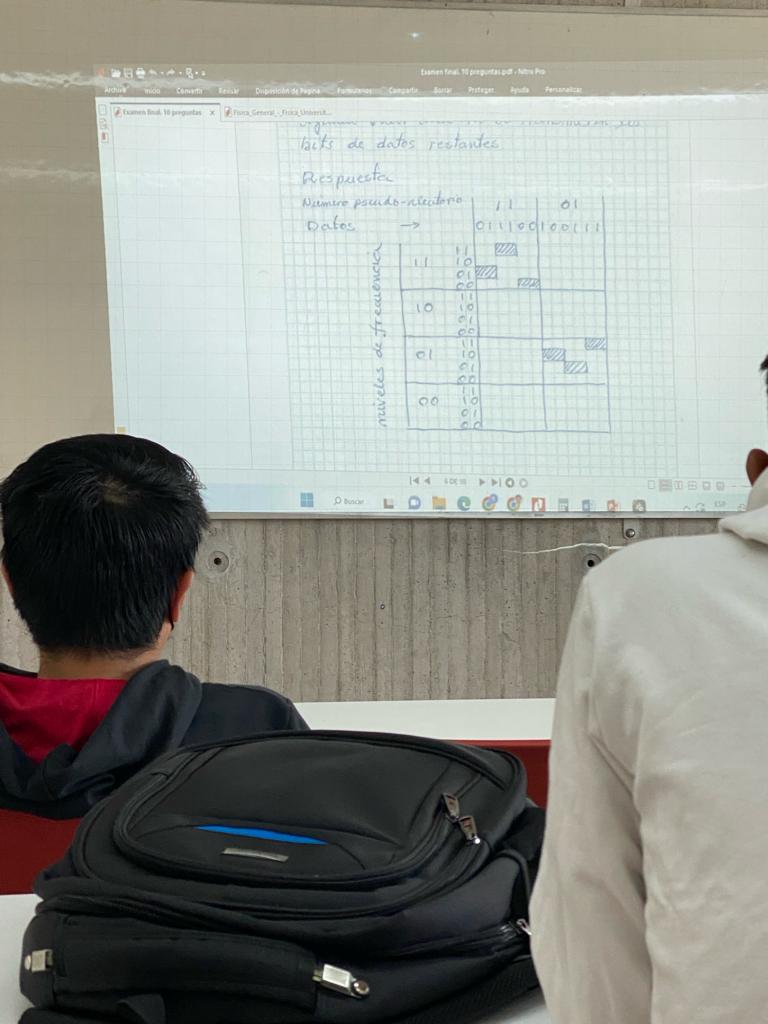 Examen final. 10 preguntas.pdf - Nitro Pro
Archivo Inicio Convertir Revisar Disposición de Página Formularios Compartir Borrar Proteger Ayuda Personalizar
Examen final. 10 preguntas × Fisica_General_-_Fisica_Universit...
bits de datos restantes
Respuesta
Número pseudo-aleatorio 11 01
Datos → 011100 100111
niveles de frecuencia
11 11
10
01
00
10 11
10
01
00
01 11
10
01
00
00 11
10
01
00
6 DE 10
Buscar
ESP